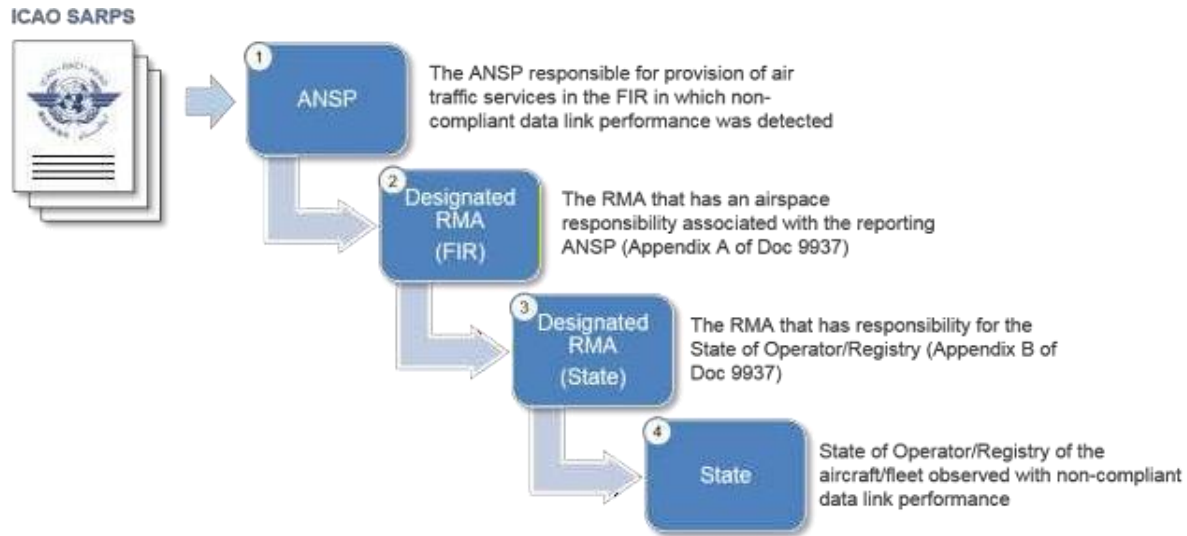 ICAO SARPS
1
ANSP
The ANSP responsible for provision of air
traffic services in the FIR in which non-
compliant data link performance was detected
2
Designated
RMA
(FIR)
The RMA that has an airspace
responsibility associated with the reporting
ANSP (Appendix A of Doc 9937)
3
Designated
RMA
(State)
The RMA that has responsibility for the
State of Operator/Registry (Appendix B of
Doc 9937)
4
State
State of Operator/Registry of the
aircraft/fleet observed with non-compliant
data link performance